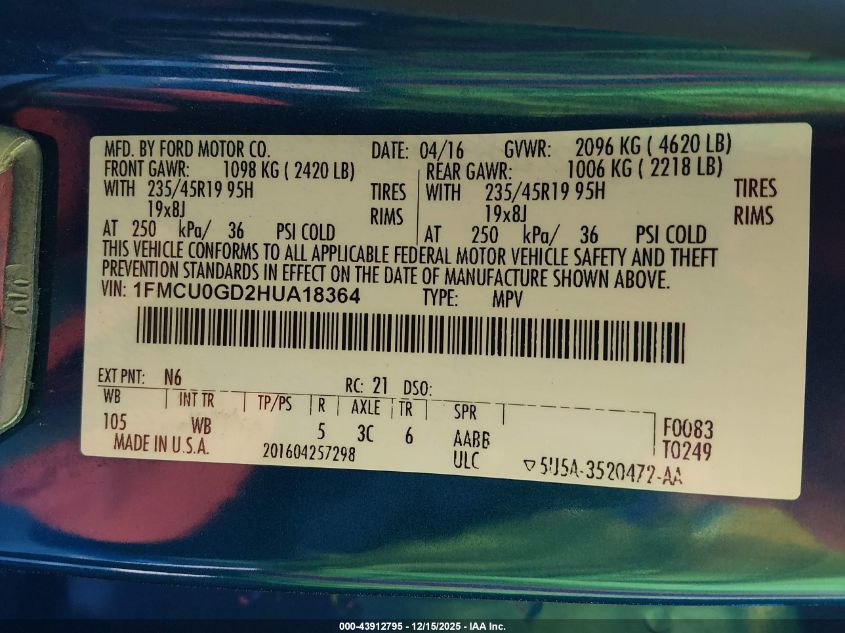 MFD. BY FORD MOTOR CO. DATE: 04/16 GVWR: 2096 KG ( 4620 LB)
FRONT GAWR: 1098 KG ( 2420 LB) REAR GAWR: 1006 KG ( 2218 LB)
WITH 235/45R19 95H TIRES WITH 235/45R19 95H TIRES
19x8J RIMS 19x8J RIMS
AT 250 kPa/ 36 PSI COLD AT 250 kPa/ 36 PSI COLD
THIS VEHICLE CONFORMS TO ALL APPLICABLE FEDERAL MOTOR VEHICLE SAFETY AND THEFT
PREVENTION STANDARDS IN EFFECT ON THE DATE OF MANUFACTURE SHOWN ABOVE.
VIN: 1FMCU0GD2HUA18364 TYPE: MPV
EXT PNT: N6 RC: 21 DSO:
WB INT TR TP/PS R AXLE TR SPR
105 WB 5 3C 6 AABB F0083
MADE IN U.S.A. 201604257298 ULC T0249
▽5U5A-3520472-AA
000-43912795 - 12/15/2025 - IAA Inc.